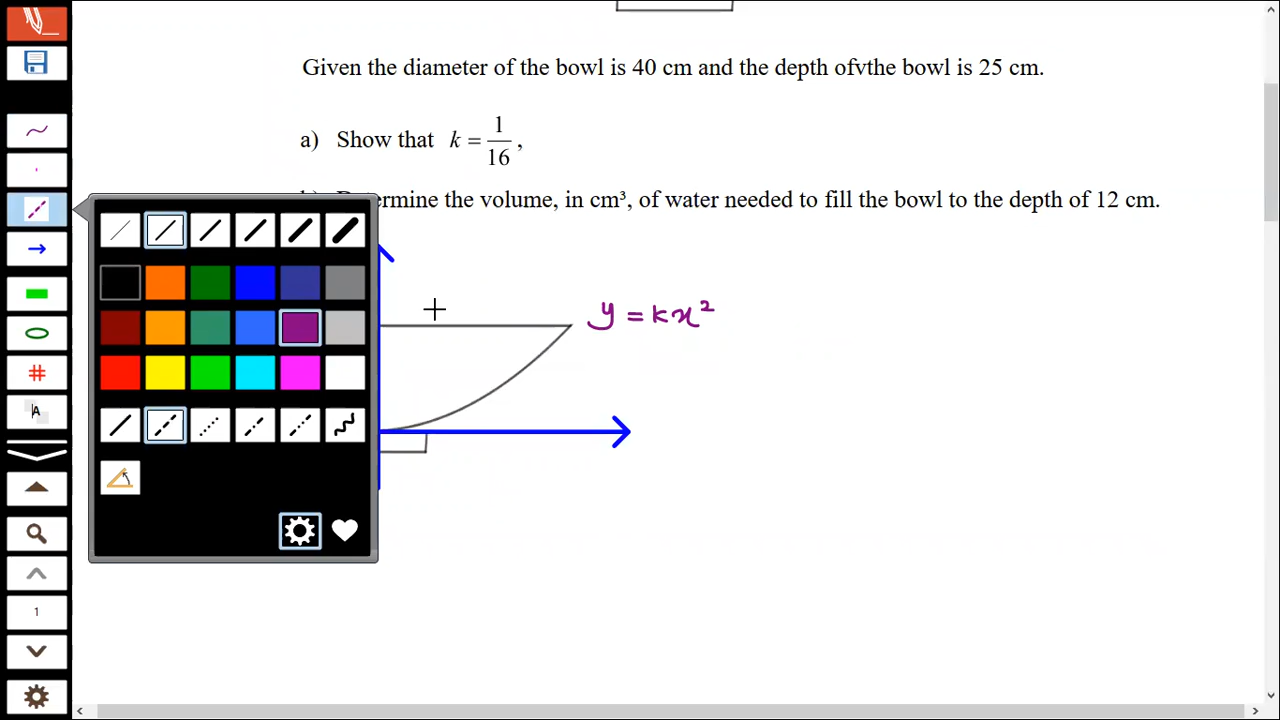 Given the diameter of the bowl is 40 cm and the depth ofvthe bowl is 25 cm.
a) Show that k = 1/16 ,
ermine the volume, in cm³, of water needed to fill the bowl to the depth of 12 cm.
y = kx²
A
1